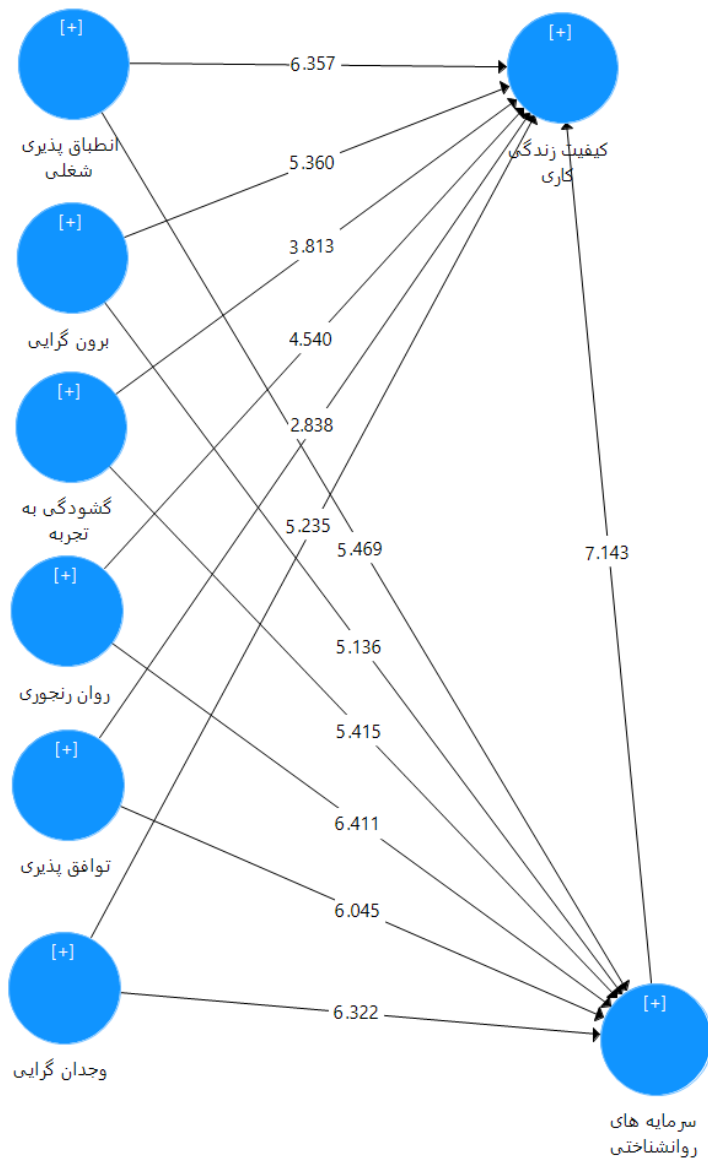 [+]
[+]
6.357
انطباق پذیری
شغلی
کیفیت زندگی
کاری
5.360
[+]
3.813
برون گرایی
4.540
[+]
2.838
گشودگی به
تجربه
5.235
5.469
7.143
[+]
5.136
روان رنجوری
5.415
[+]
6.411
توافق پذیری
6.045
[+]
[+]
6.322
وجدان گرایی
سرمایه های
روانشناختی